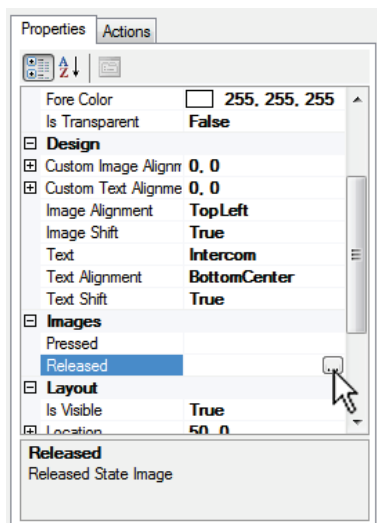 Properties Actions
Fore Color 255, 255, 255
Is Transparent False
Design
Custom Image Alignm 0, 0
Custom Text Alignme 0, 0
Image Alignment TopLeft
Image Shift True
Text Intercom
Text Alignment BottomCenter
Text Shift True
Images
Pressed
Released ...
Layout
Is Visible True
Location 50, 0
Released
Released State Image